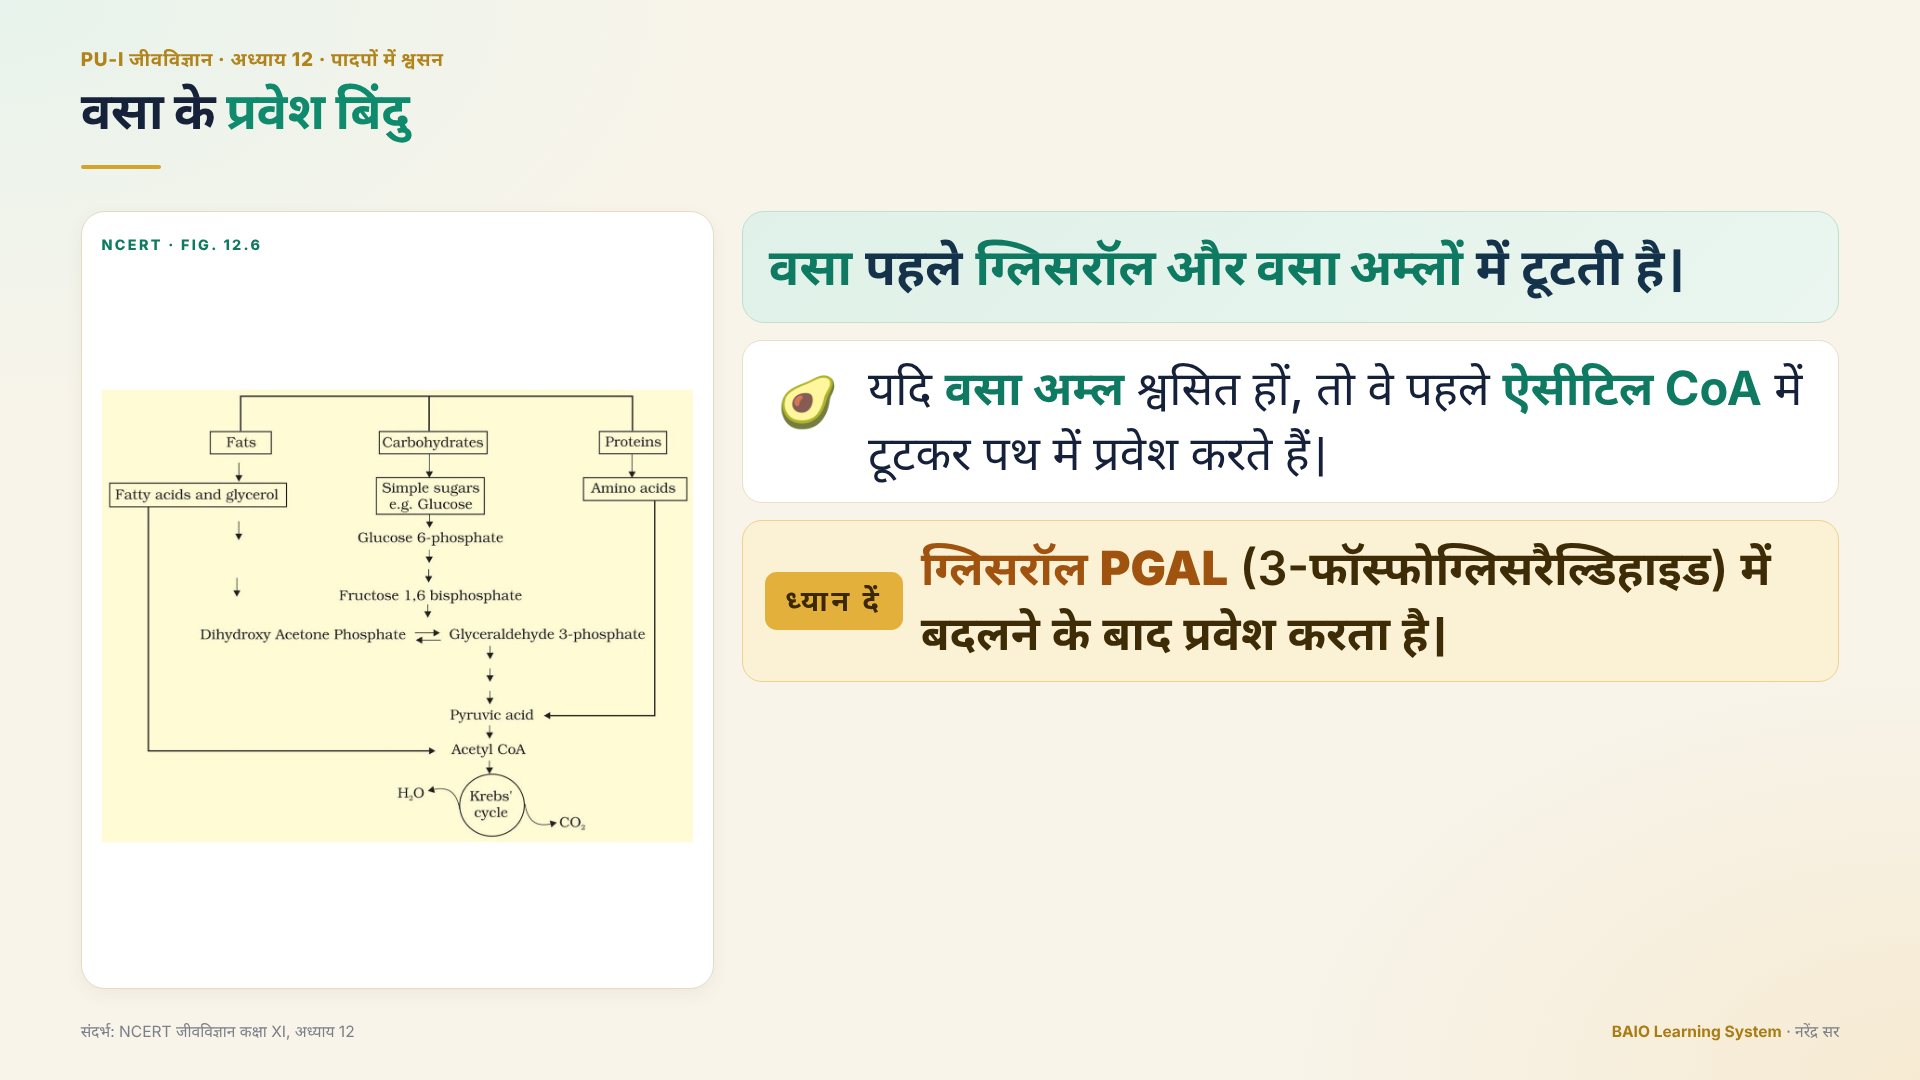 PU-I जीवविज्ञान · अध्याय 12 · पादपों में श्वसन
वसा के प्रवेश बिंदु
NCERT · FIG. 12.6
Fats
Carbohydrates
Proteins
Fatty acids and glycerol
Simple sugars
e.g. Glucose
Amino acids
Glucose 6-phosphate
Fructose 1,6 bisphosphate
Dihydroxy Acetone Phosphate
Glyceraldehyde 3-phosphate
Pyruvic acid
Acetyl CoA
H₂O
Krebs'
cycle
CO₂
वसा पहले ग्लिसरॉल और वसा अम्लों में टूटती है|
🥑 यदि वसा अम्ल श्वसित हों, तो वे पहले ऐसीटिल CoA में
टूटकर पथ में प्रवेश करते हैं|
ध्यान दें
ग्लिसरॉल PGAL (3-फॉस्फोग्लिसरैल्डिहाइड) में
बदलने के बाद प्रवेश करता है|
संदर्भ: NCERT जीवविज्ञान कक्षा XI, अध्याय 12
BAIO Learning System · नरेंद्र सर